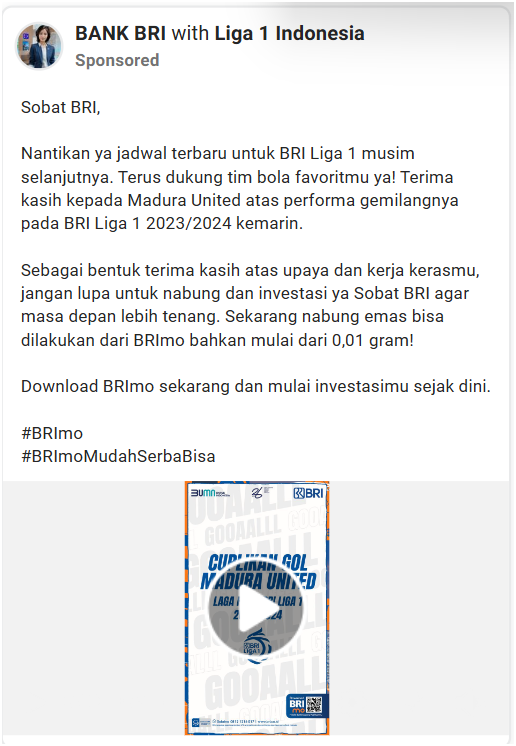 BANK BRI with Liga 1 Indonesia
Sponsored
Sobat BRI,
Nantikan ya jadwal terbaru untuk BRI Liga 1 musim
selanjutnya. Terus dukung tim bola favoritmu ya! Terima
kasih kepada Madura United atas performa gemilangnya
pada BRI Liga 1 2023/2024 kemarin.
Sebagai bentuk terima kasih atas upaya dan kerja kerasmu,
jangan lupa untuk nabung dan investasi ya Sobat BRI agar
masa depan lebih tenang. Sekarang nabung emas bisa
dilakukan dari BRImo bahkan mulai dari 0,01 gram!
Download BRImo sekarang dan mulai investasimu sejak dini.
#BRImo
#BRImoMudahSerbaBisa
BUMN
BRI
GOOAALLL
CUPLIKAN GOL
MADURA UNITED
LAGA
LIGA 1
BRI
Liga 1
GOOAALLL
BRI
mo